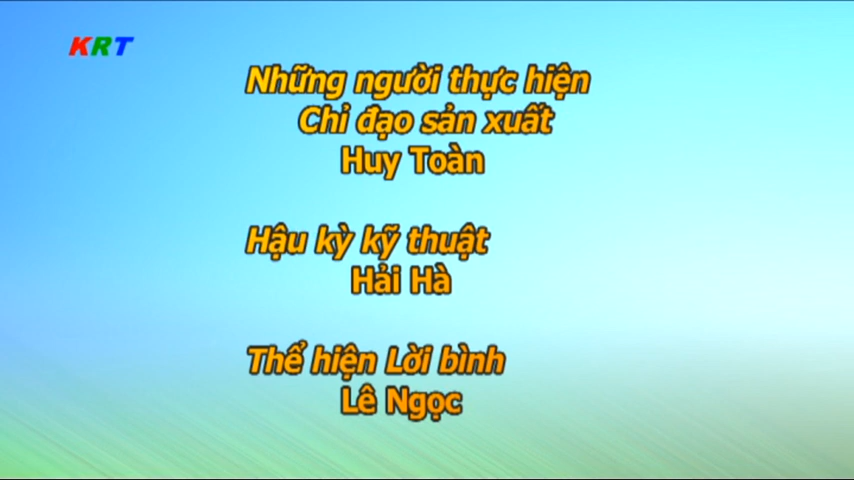 KRT
Những người thực hiện
Chỉ đạo sản xuất
Huy Toàn
Hậu kỳ kỹ thuật
Hải Hà
Thể hiện Lời bình
Lê Ngọc